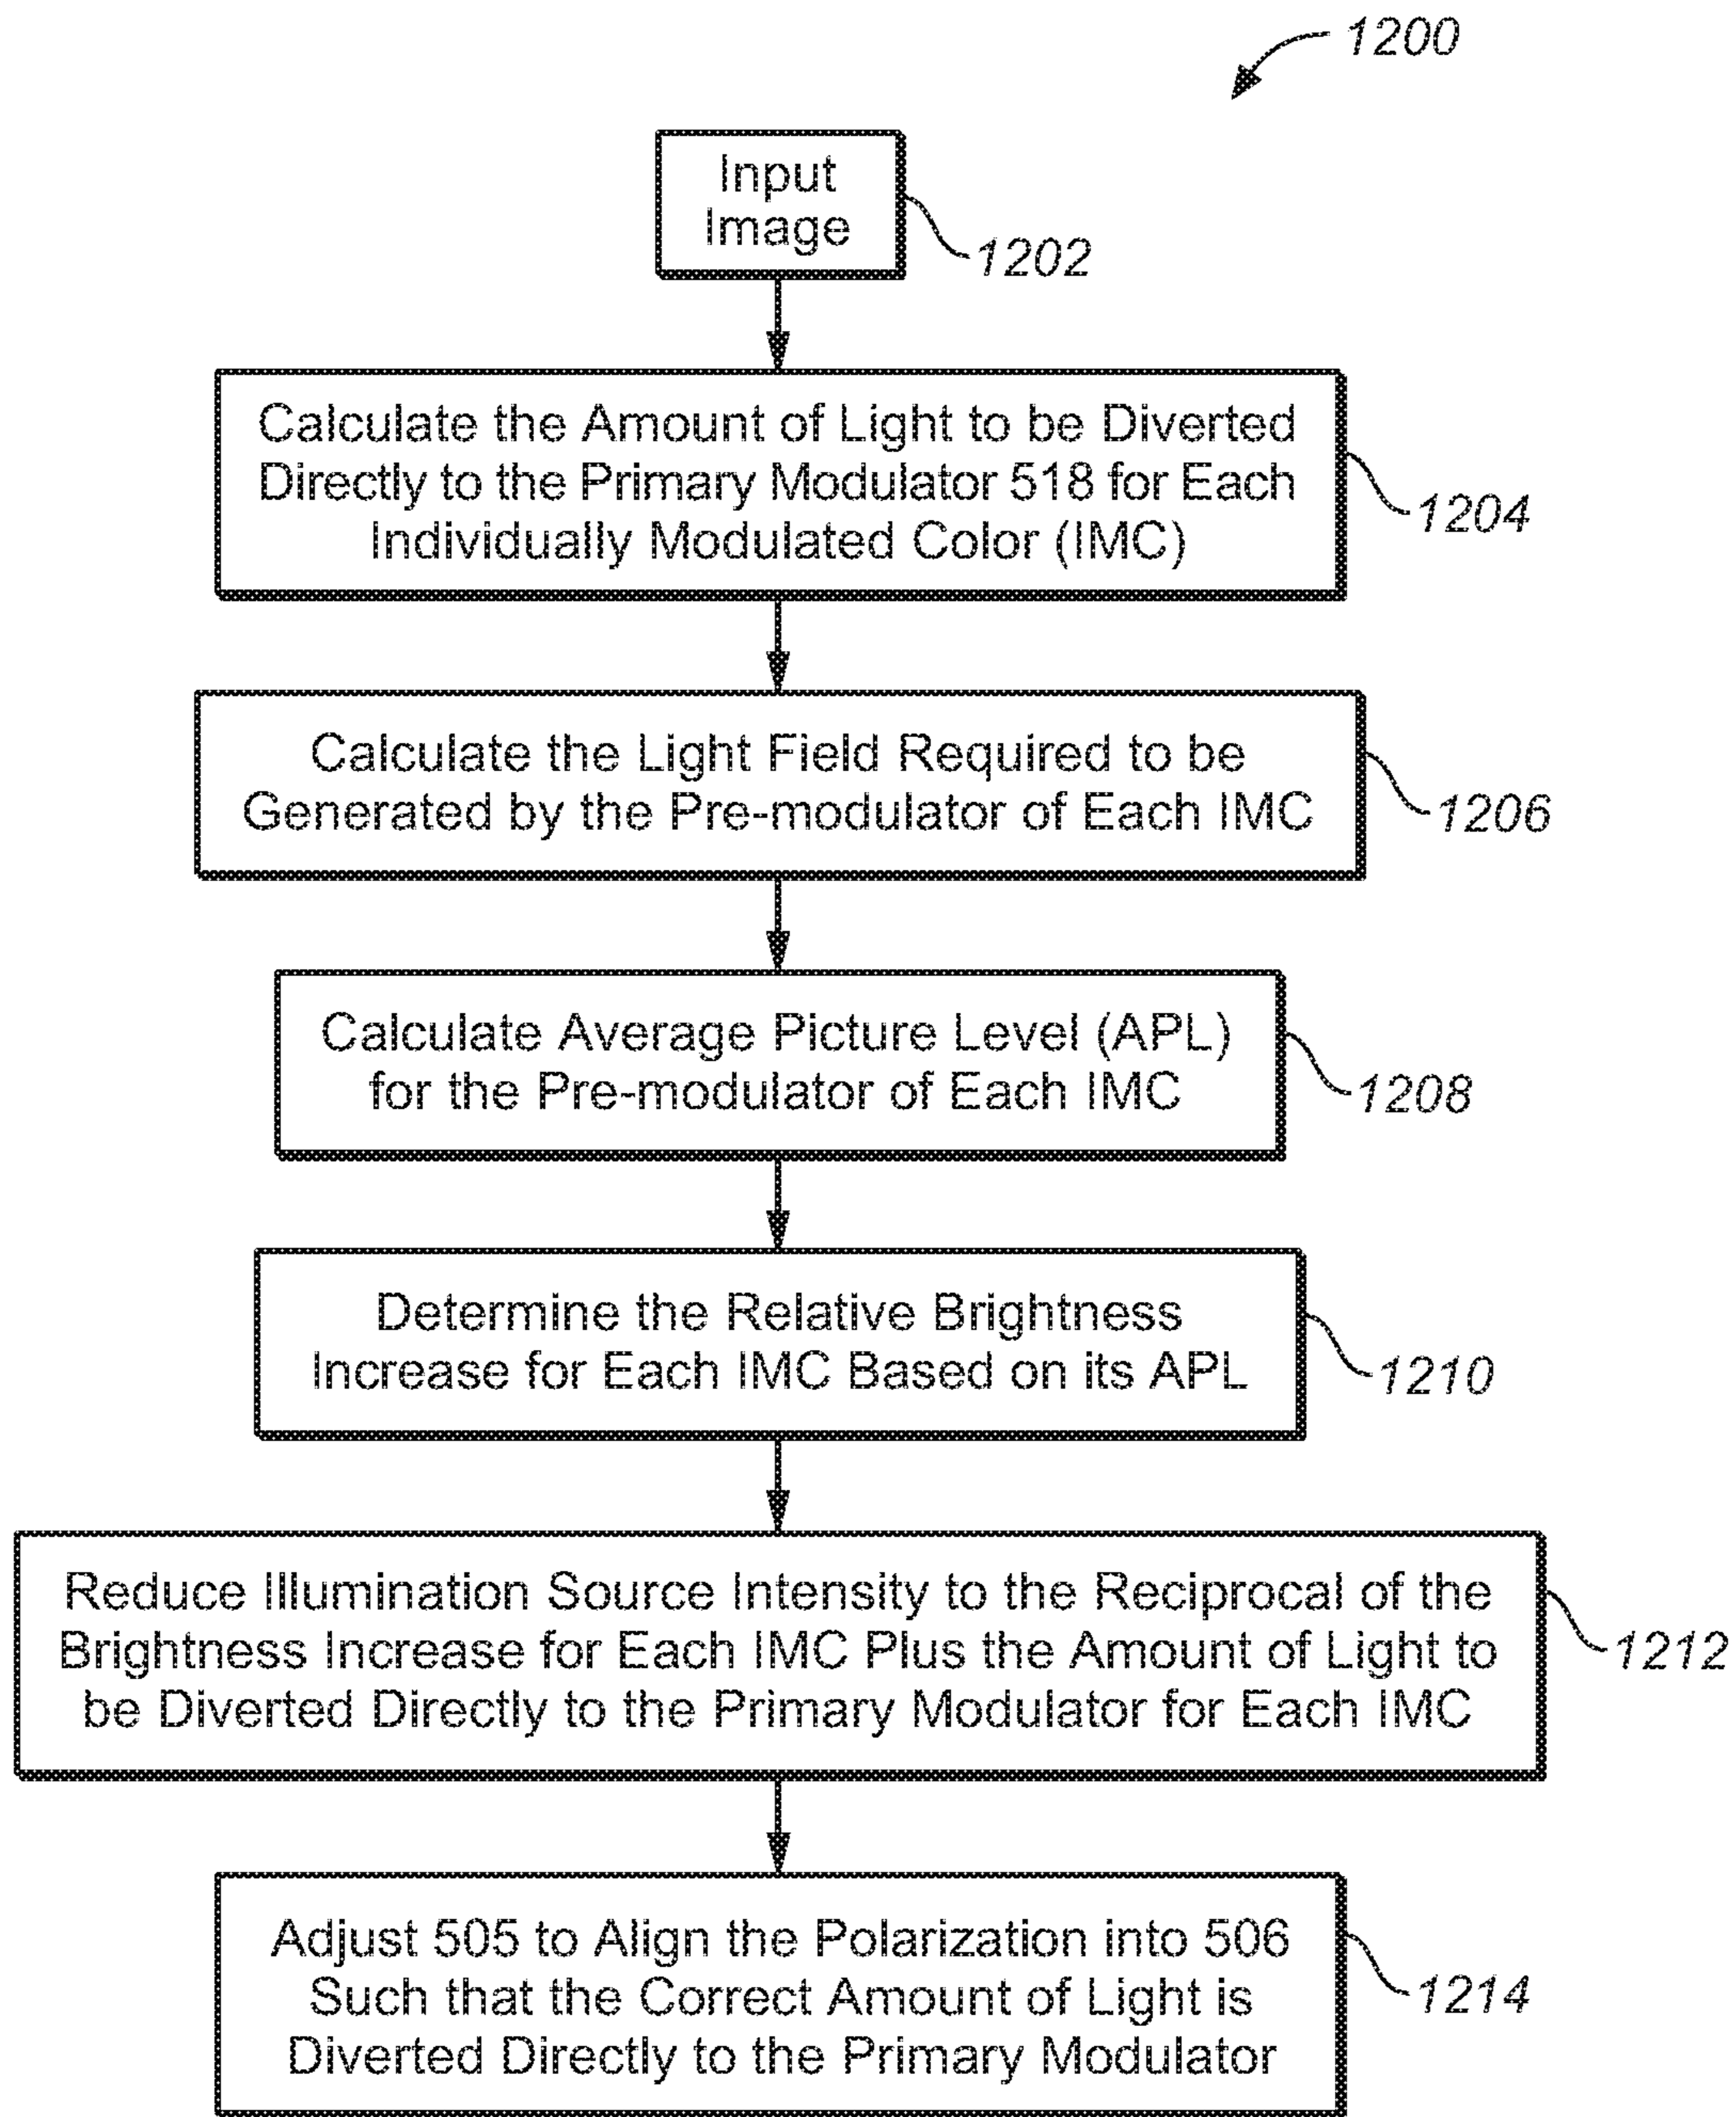 1200
Input
Image
1202
Calculate the Amount of Light to be Diverted
Directly to the Primary Modulator 518 for Each
Individually Modulated Color (IMC)
1204
Calculate the Light Field Required to be
Generated by the Pre-modulator of Each IMC
1206
Calculate Average Picture Level (APL)
for the Pre-modulator of Each IMC
1208
Determine the Relative Brightness
Increase for Each IMC Based on its APL
1210
Reduce Illumination Source Intensity to the Reciprocal of the
Brightness Increase for Each IMC Plus the Amount of Light to
be Diverted Directly to the Primary Modulator for Each IMC
1212
Adjust 505 to Align the Polarization into 506
Such that the Correct Amount of Light is
Diverted Directly to the Primary Modulator
1214